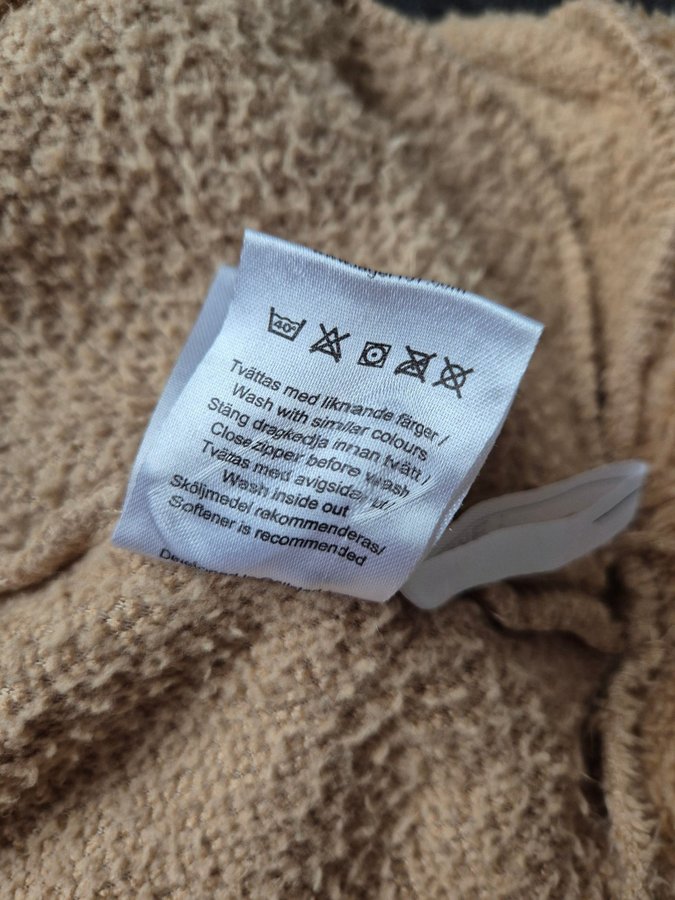 40°
Tvättas med liknande färger /
Wash with similar colours
Stäng dragkedja innan tvätt /
Close zipper before wash
Tvättas med avigsidan ut/
Wash inside out
Sköljmedel rekommenderas/
Softener is recommended